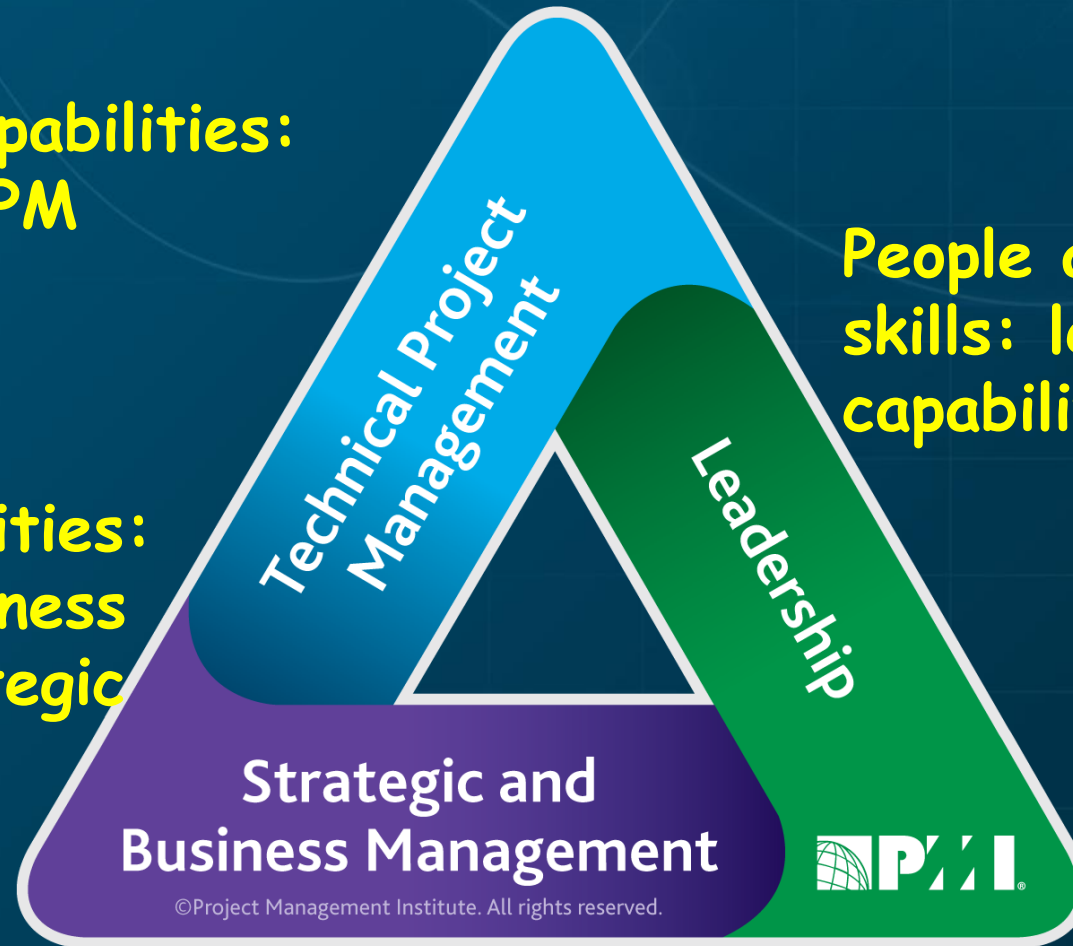 pabilities:
PM
People
skills:
capabili
ities:
ness
tegic
Technical Project
Management
Leadership
Strategic and
Business Management
PMI®
©Project Management Institute. All rights reserved.